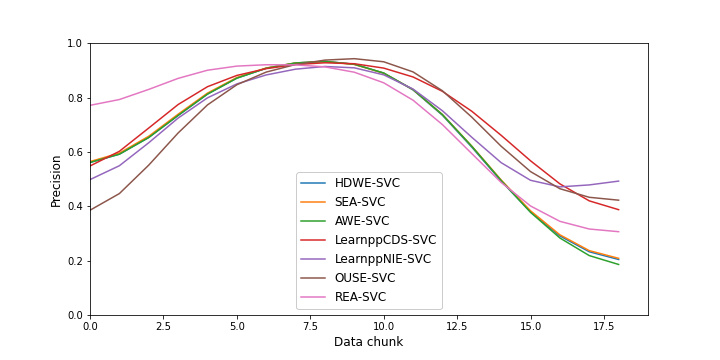 1.0
0.8
0.6
0.4
0.2
0.0
Precision
HDWE-SVC
SEA-SVC
AWE-SVC
LearnppCDS-SVC
LearnppNIE-SVC
OUSE-SVC
REA-SVC
0.0 2.5 5.0 7.5 10.0 12.5 15.0 17.5
Data chunk